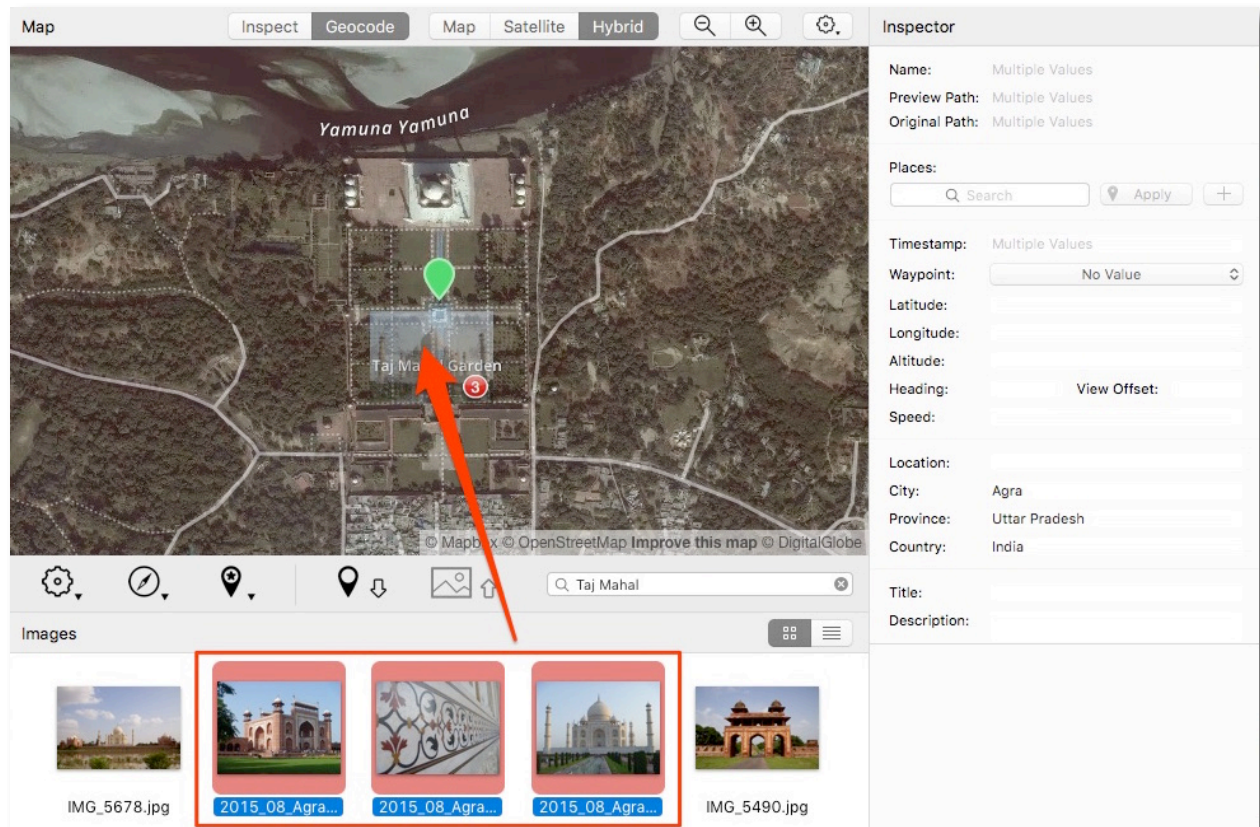 Map
Inspect
Geocode
Map
Satellite
Hybrid
Yamuna Yamuna
Taj Mahal Garden
3
© Mapbox © OpenStreetMap Improve this map © DigitalGlobe
Taj Mahal
Images
IMG_5678.jpg
2015_08_Agra...
2015_08_Agra...
2015_08_Agra...
IMG_5490.jpg
Inspector
Name: Multiple Values
Preview Path: Multiple Values
Original Path: Multiple Values
Places:
Search
Apply
Timestamp: Multiple Values
Waypoint: No Value
Latitude:
Longitude:
Altitude:
Heading: View Offset:
Speed:
Location:
City: Agra
Province: Uttar Pradesh
Country: India
Title:
Description: